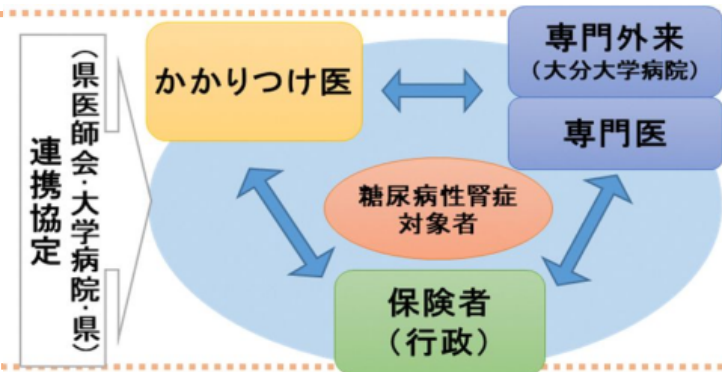 連携協定
（県医師会・大学病院・県）
かかりつけ医
専門外来
（大分大学病院）
専門医
糖尿病性腎症
対象者
保険者
（行政）